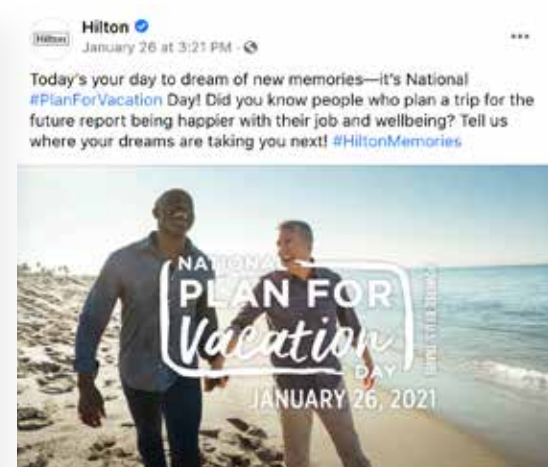 Hilton
Hilton
January 26 at 3:21 PM ·
Today's your day to dream of new memories—it's National
#PlanForVacation Day! Did you know people who plan a trip for the
future report being happier with their job and wellbeing? Tell us
where your dreams are taking you next! #HiltonMemories
NATIONAL
PLAN FOR
Vacation
DAY
JANUARY 26, 2021